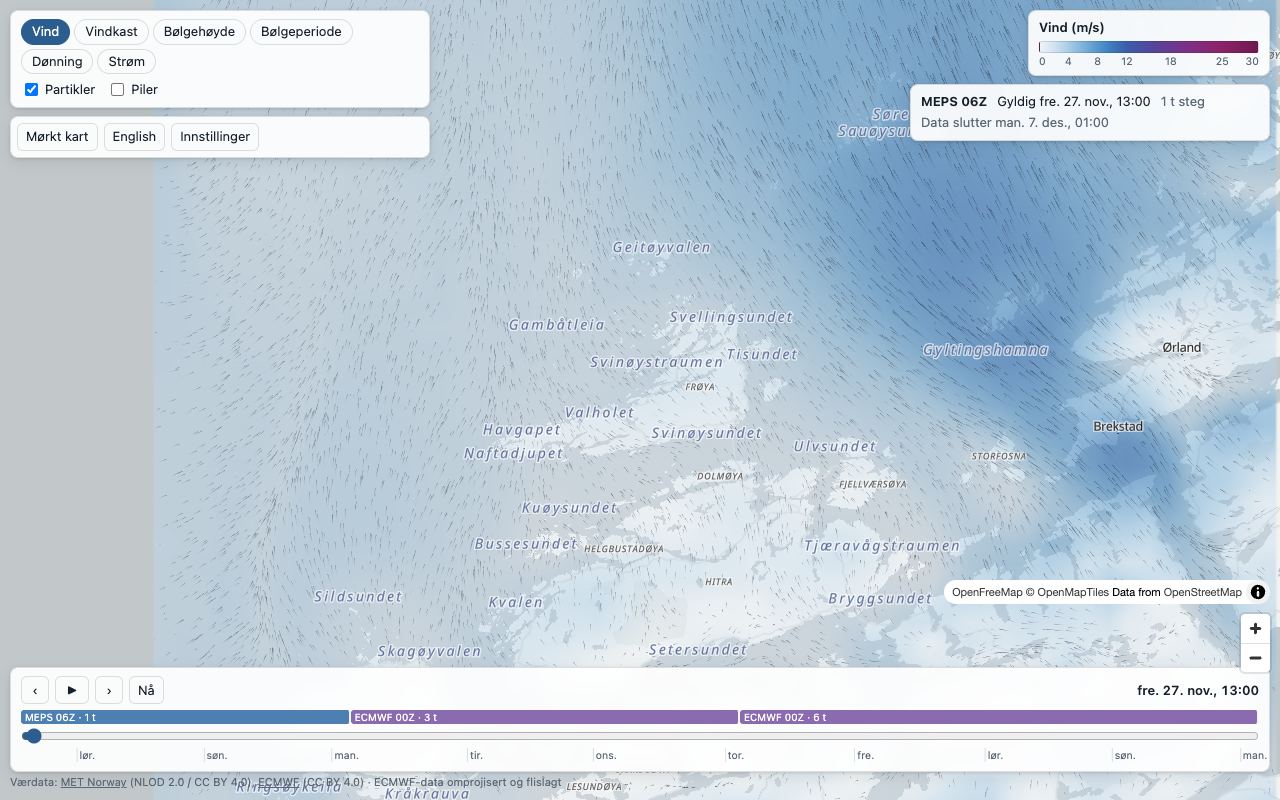 Vind Vindkast Bølgehøyde Bølgeperiode
Dønning Strøm
Partikler Piler
Mørkt kart English Innstillinger
Vind (m/s)
0 4 8 12 18 25 30
MEPS 06Z Gyldig fre. 27. nov., 13:00 1 t steg
Data slutter man. 7. des., 01:00
Geitøyvalen
Gambåtleia
Svellingsundet
Svinøystraumen
Tisundet
Gyltingshamna
Ørland
FRØYA
Valholet
Havgapet
Svinøysundet
Brekstad
Naftadjupet
Ulvsundet
STORFOSNA
DOLMØYA
FJELLVÆRSØYA
Kuøysundet
Bussesundet
HELGBUSTADØYA
Tjæravågstraumen
HITRA
Sildsundet
Kvalen
Bryggsundet
OpenFreeMap © OpenMapTiles Data from OpenStreetMap
Skagøyvalen
Setersundet
+
−
‹ ›
Nå
fre. 27. nov., 13:00
MEPS 06Z · 1 t ECMWF 00Z · 3 t ECMWF 00Z · 6 t
lør. søn. man. tir. ons. tor. fre. lør. søn. man.
Værdata: MET Norway (NLOD 2.0 / CC BY 4.0), ECMWF (CC BY 4.0) · ECMWF-data omprojisert og flislagt
Kråkrauva
LESUNDØYA